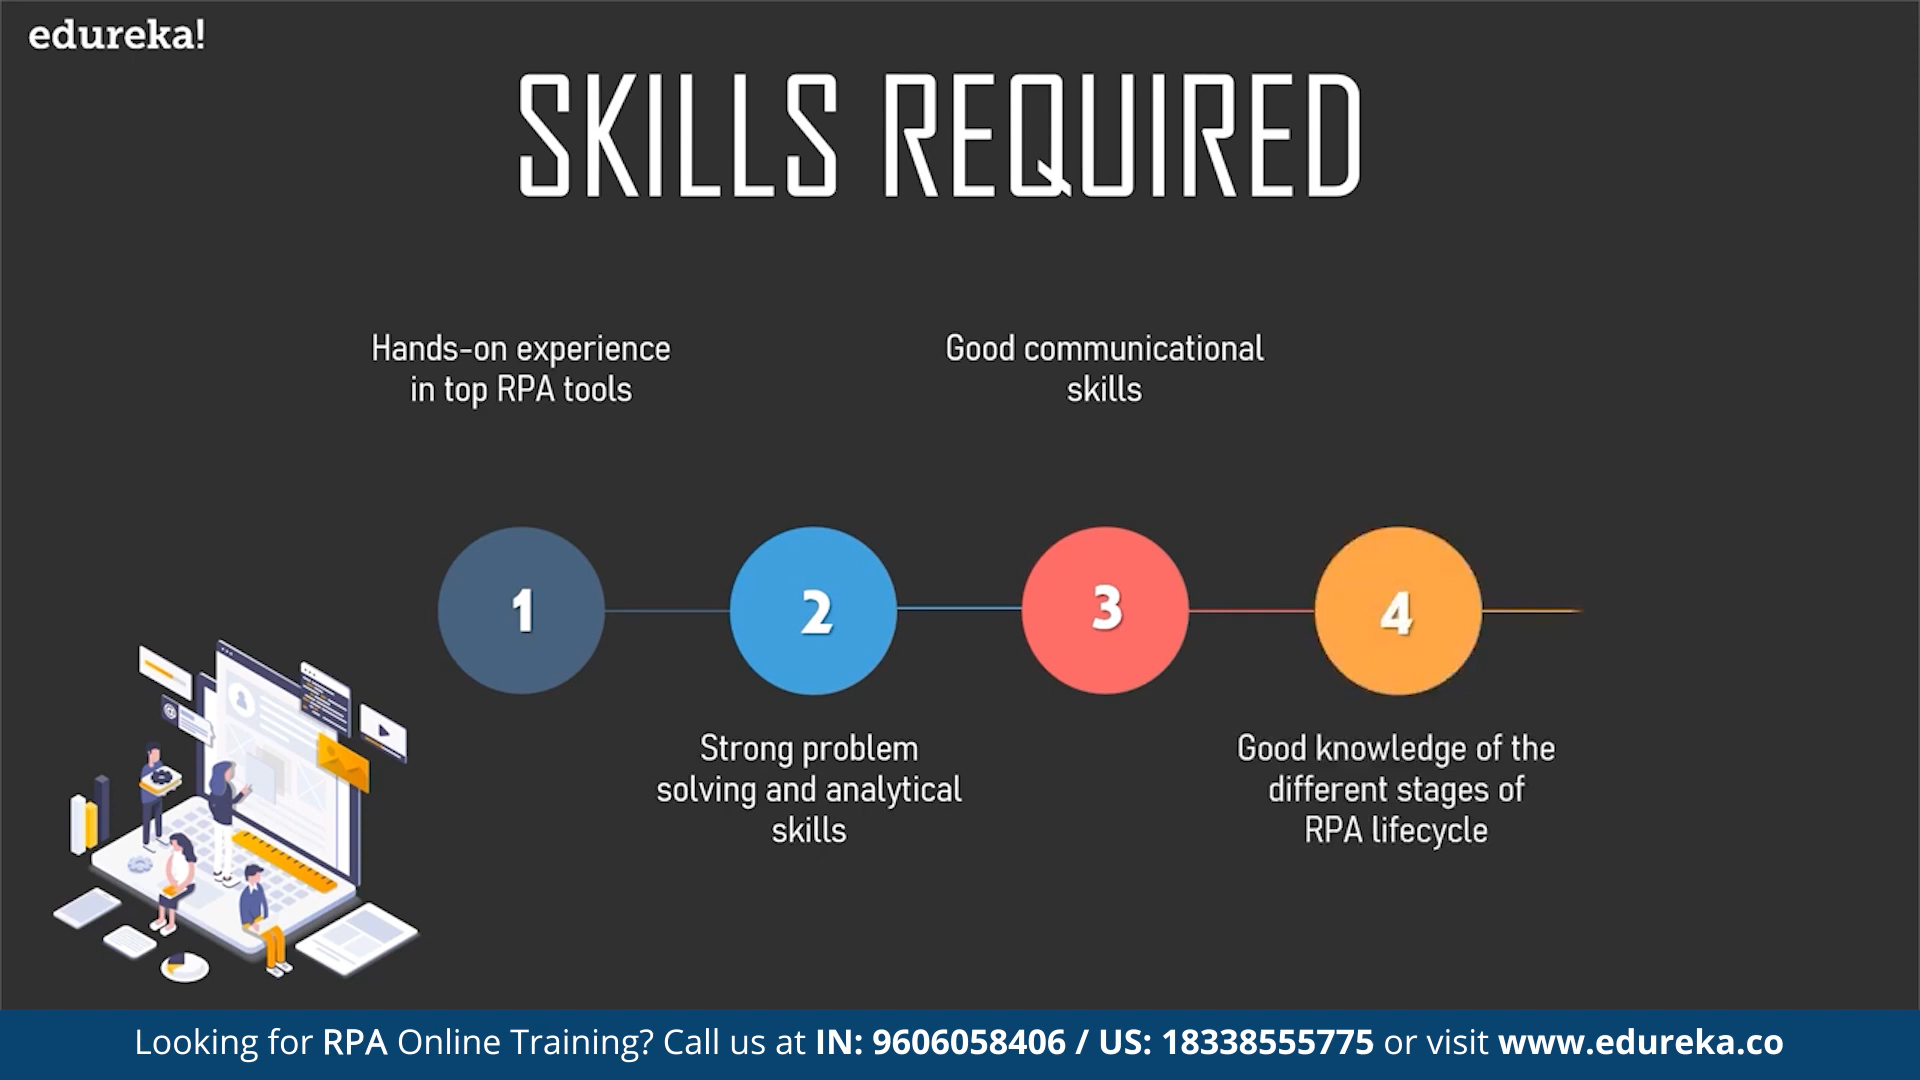 edureka!
SKILLS REQUIRED
Hands-on experience
in top RPA tools
Good communicational
skills
1
2
3
4
Strong problem
solving and analytical
skills
Good knowledge of the
different stages of
RPA lifecycle
Looking for RPA Online Training? Call us at IN: 9606058406 / US: 18338555775 or visit www.edureka.co